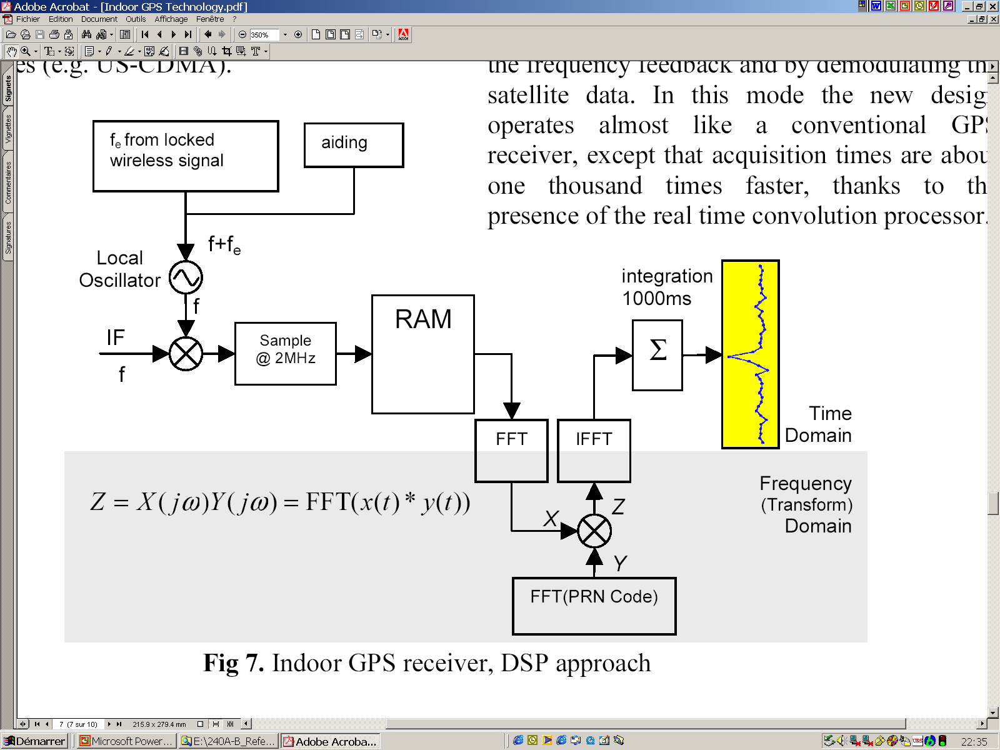 Adobe Acrobat - [Indoor GPS Technology.pdf]
Fichier Edition Document Outils Affichage Fenêtre ?
350%
Signets
Vignettes
Commentaires
Signatures
es (e.g. US-CDMA).
the frequency feedback and by demodulating th
satellite data. In this mode the new desig
operates almost like a conventional GPS
receiver, except that acquisition times are abou
one thousand times faster, thanks to th
presence of the real time convolution processor.
fe from locked
wireless signal
aiding
f+fe
Local
Oscillator
f
IF
f
Sample
@ 2MHz
RAM
integration
1000ms
Σ
FFT
IFFT
Time
Domain
Frequency
(Transform)
Domain
Z = X(jω)Y(jω) = FFT(x(t) * y(t))
X
Z
Y
FFT(PRN Code)
Fig 7. Indoor GPS receiver, DSP approach
7 (7 sur 10)
215.9 x 279.4 mm
Démarrer
Microsoft Power...
E:\240A-B_Refe...
Adobe Acroba...
22:35